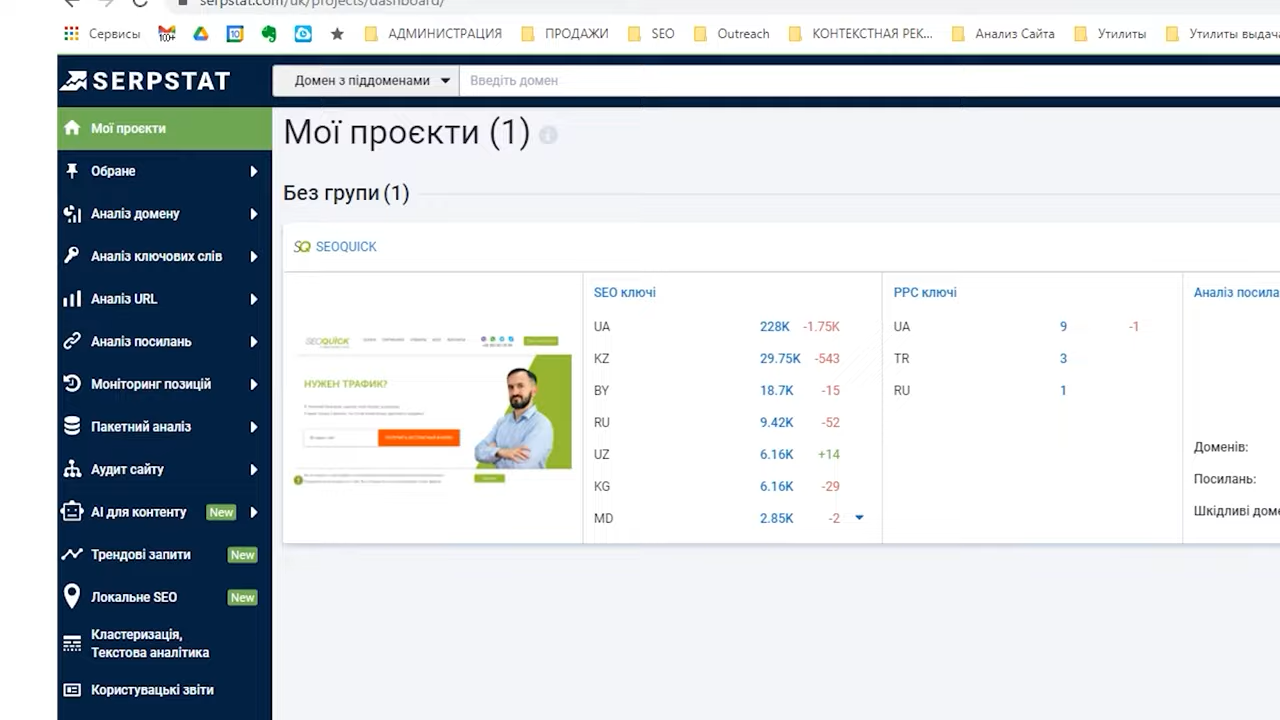 serpstat.com/uk/projects/dashboard/
Сервисы
АДМИНИСТРАЦИЯ
ПРОДАЖИ
SEO
Outreach
КОНТЕКСТНАЯ РЕК...
Анализ Сайта
Утилиты
Утилиты выдач
SERPSTAT
Домен з піддоменами
Введіть домен
Мої проєкти
Обране
Аналіз домену
Аналіз ключових слів
Аналіз URL
Аналіз посилань
Моніторинг позицій
Пакетний аналіз
Аудит сайту
AI для контенту New
Трендові запити New
Локальне SEO New
Кластеризація,
Текстова аналітика
Користувацькі звіти
Мої проєкти (1)
Без групи (1)
SQ SEOQUICK
SEOQUICK
НУЖЕН ТРАФИК?
SEO ключі
UA 228K -1.75K
KZ 29.75K -543
BY 18.7K -15
RU 9.42K -52
UZ 6.16K +14
KG 6.16K -29
MD 2.85K -2
PPC ключі
UA 9 -1
TR 3
RU 1
Аналіз посила
Доменів:
Посилань:
Шкідливі доме